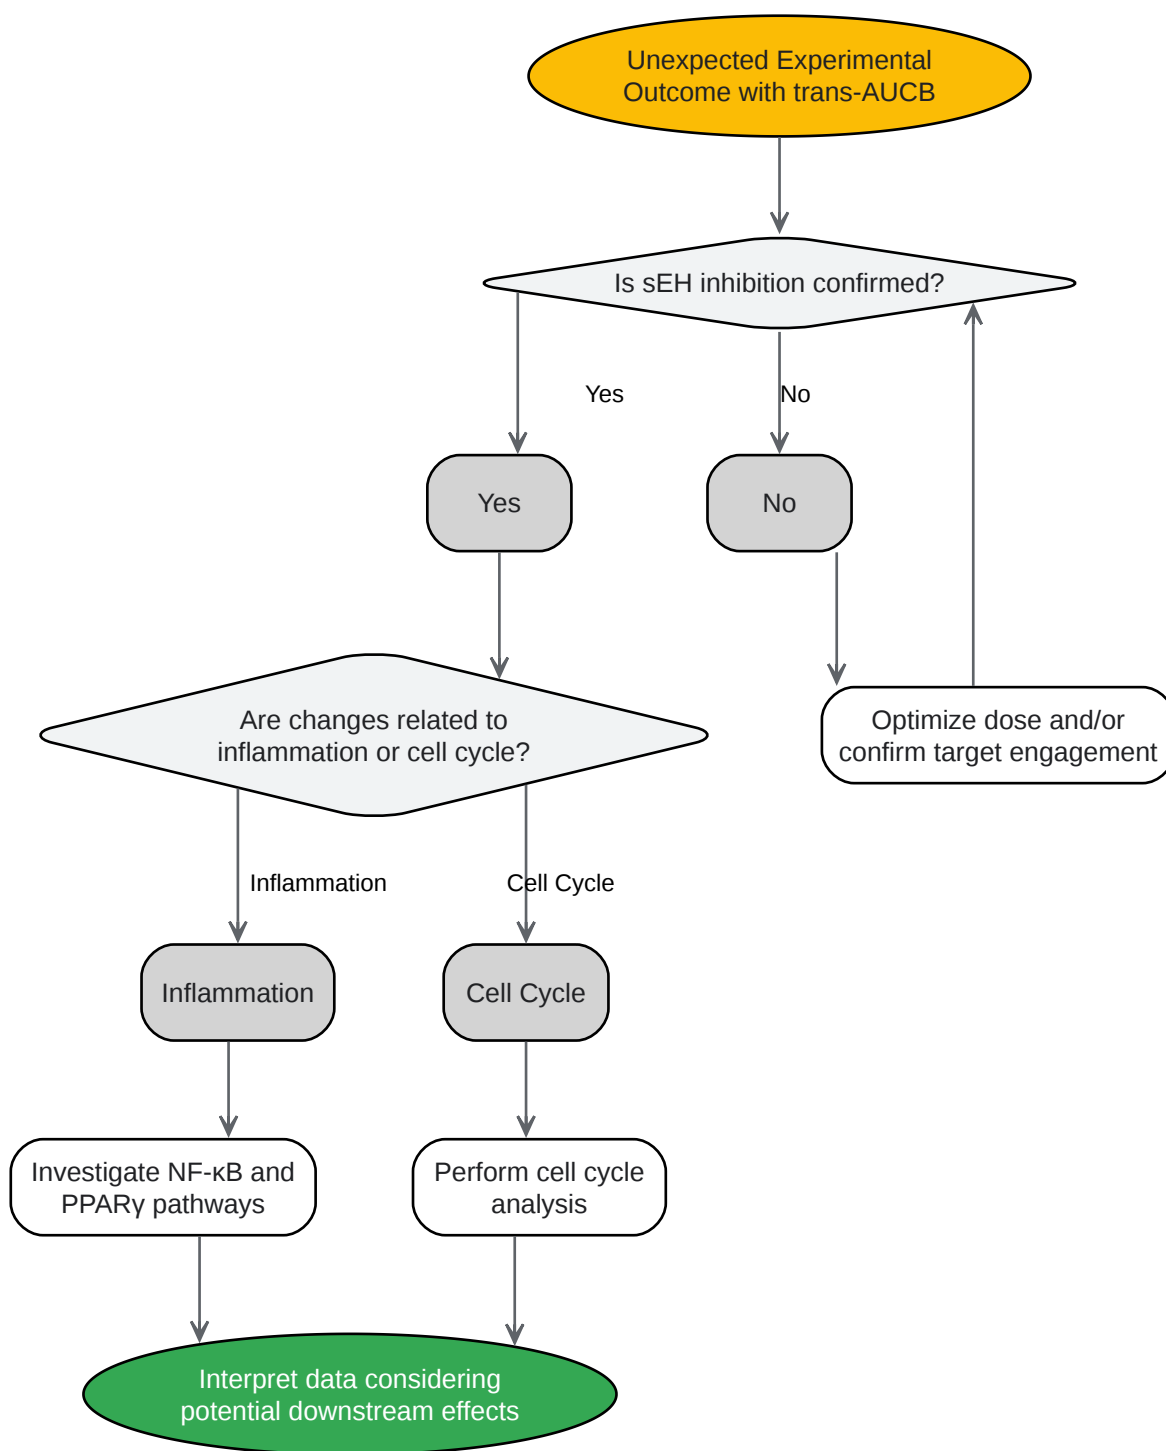 Unexpected Experimental
Outcome with trans-AUCB
Is sEH inhibition confirmed?
Yes
No
Yes
No
Are changes related to
inflammation or cell cycle?
Optimize dose and/or
confirm target engagement
Inflammation
Cell Cycle
Inflammation
Cell Cycle
Investigate NF-κB and
PPARγ pathways
Perform cell cycle
analysis
Interpret data considering
potential downstream effects